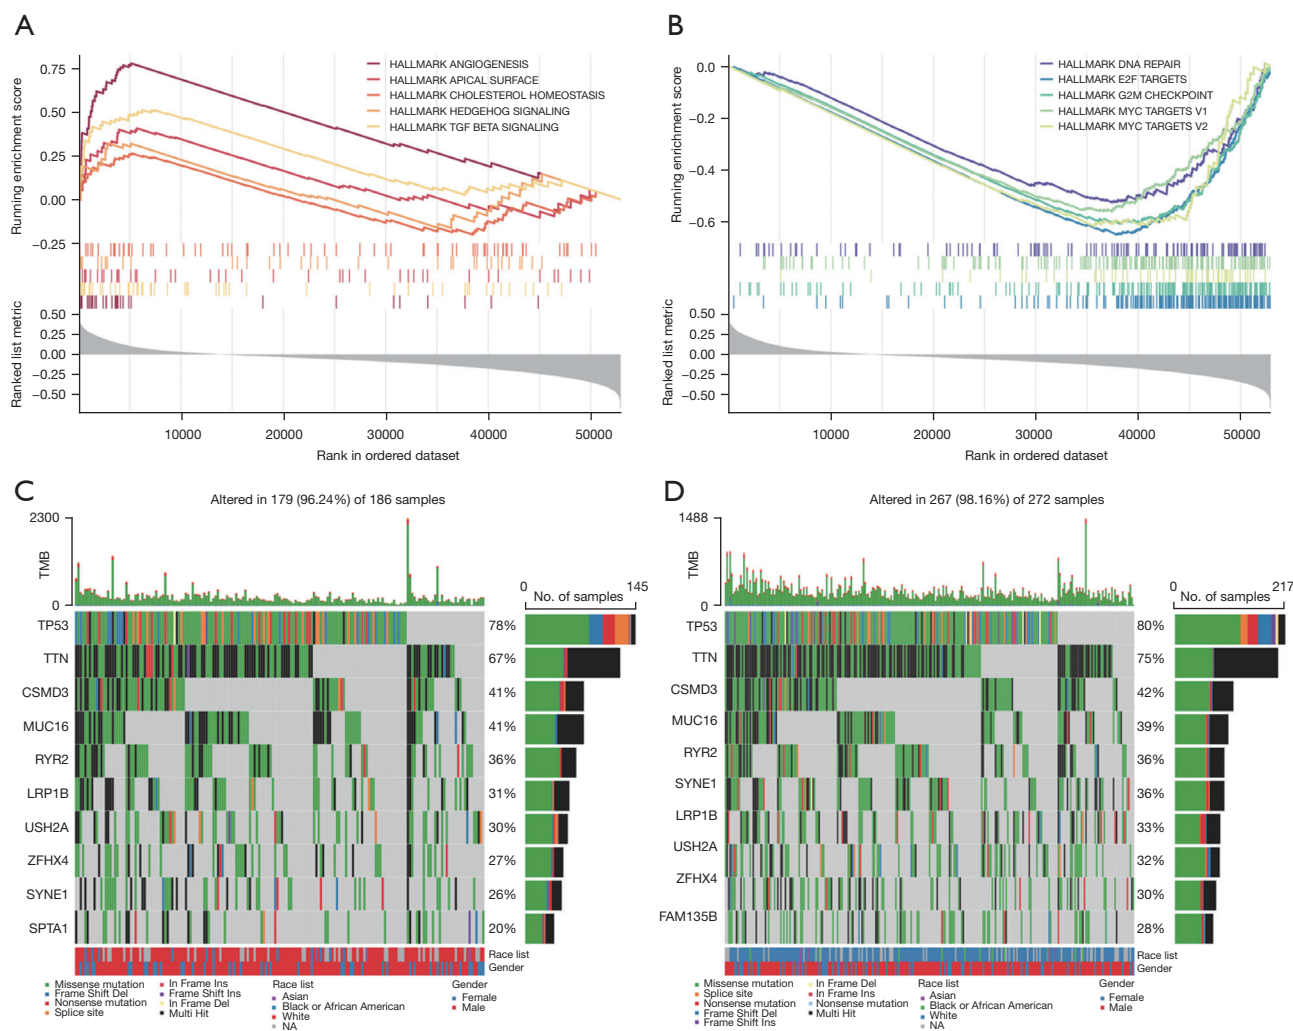 A
Running enrichment score
0.75
0.50
0.25
0.00
−0.25
HALLMARK ANGIOGENESIS
HALLMARK APICAL SURFACE
HALLMARK CHOLESTEROL HOMEOSTASIS
HALLMARK HEDGEHOG SIGNALING
HALLMARK TGF BETA SIGNALING
Ranked list metric
0.50
0.25
0.00
−0.25
−0.50
10000 20000 30000 40000 50000
Rank in ordered dataset
B
Running enrichment score
0.0
−0.2
−0.4
−0.6
HALLMARK DNA REPAIR
HALLMARK E2F TARGETS
HALLMARK G2M CHECKPOINT
HALLMARK MYC TARGETS V1
HALLMARK MYC TARGETS V2
Ranked list metric
0.50
0.25
0.00
−0.25
−0.50
10000 20000 30000 40000 50000
Rank in ordered dataset
C
Altered in 179 (96.24%) of 186 samples
2300
TMB
0
0 145
No. of samples
TP53 78%
TTN 67%
CSMD3 41%
MUC16 41%
RYR2 36%
LRP1B 31%
USH2A 30%
ZFHX4 27%
SYNE1 26%
SPTA1 20%
Race list
Gender
Missense mutation
Frame Shift Del
Nonsense mutation
Splice site
In Frame Ins
Frame Shift Ins
In Frame Del
Multi Hit
Race list
Asian
Black or African American
White
NA
Gender
Female
Male
D
Altered in 267 (98.16%) of 272 samples
1488
TMB
0
0 217
No. of samples
TP53 80%
TTN 75%
CSMD3 42%
MUC16 39%
RYR2 36%
SYNE1 36%
LRP1B 33%
USH2A 32%
ZFHX4 30%
FAM135B 28%
Race list
Gender
Missense mutation
Splice site
Nonsense mutation
Frame Shift Del
Frame Shift Ins
In Frame Del
In Frame Ins
Nonsense mutation
Multi Hit
Race list
Asian
Black or African American
White
NA
Gender
Female
Male